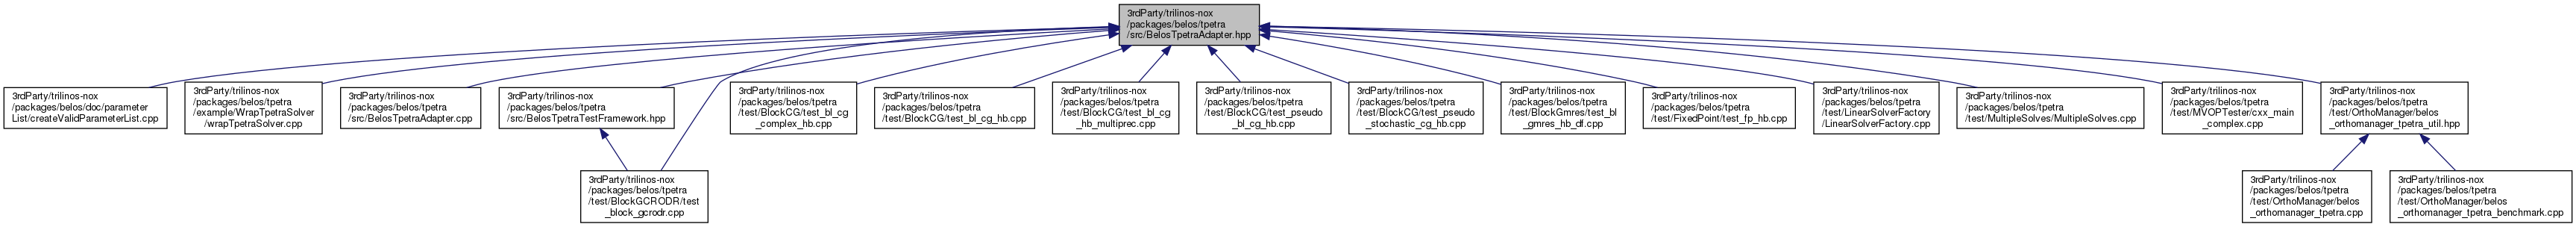 3rdParty/trilinos-nox
/packages/belos/tpetra
/src/BelosTpetraAdapter.hpp
3rdParty/trilinos-nox
/packages/belos/doc/parameter
List/createValidParameterList.cpp
3rdParty/trilinos-nox
/packages/belos/tpetra
/example/WrapTpetraSolver
/wrapTpetraSolver.cpp
3rdParty/trilinos-nox
/packages/belos/tpetra
/src/BelosTpetraAdapter.cpp
3rdParty/trilinos-nox
/packages/belos/tpetra
/src/BelosTpetraTestFramework.hpp
3rdParty/trilinos-nox
/packages/belos/tpetra
/test/BlockCG/test_bl_cg
_complex_hb.cpp
3rdParty/trilinos-nox
/packages/belos/tpetra
/test/BlockCG/test_bl_cg_hb.cpp
3rdParty/trilinos-nox
/packages/belos/tpetra
/test/BlockCG/test_bl_cg
_hb_multiprec.cpp
3rdParty/trilinos-nox
/packages/belos/tpetra
/test/BlockCG/test_pseudo
_bl_cg_hb.cpp
3rdParty/trilinos-nox
/packages/belos/tpetra
/test/BlockCG/test_pseudo
_stochastic_cg_hb.cpp
3rdParty/trilinos-nox
/packages/belos/tpetra
/test/BlockGmres/test_bl
_gmres_hb_df.cpp
3rdParty/trilinos-nox
/packages/belos/tpetra
/test/FixedPoint/test_fp_hb.cpp
3rdParty/trilinos-nox
/packages/belos/tpetra
/test/LinearSolverFactory
/LinearSolverFactory.cpp
3rdParty/trilinos-nox
/packages/belos/tpetra
/test/MultipleSolves/MultipleSolves.cpp
3rdParty/trilinos-nox
/packages/belos/tpetra
/test/MVOPTester/cxx_main
_complex.cpp
3rdParty/trilinos-nox
/packages/belos/tpetra
/test/OrthoManager/belos
_orthomanager_tpetra_util.hpp
3rdParty/trilinos-nox
/packages/belos/tpetra
/test/BlockGCRODR/test
_block_gcrodr.cpp
3rdParty/trilinos-nox
/packages/belos/tpetra
/test/OrthoManager/belos
_orthomanager_tpetra.cpp
3rdParty/trilinos-nox
/packages/belos/tpetra
/test/OrthoManager/belos
_orthomanager_tpetra_benchmark.cpp